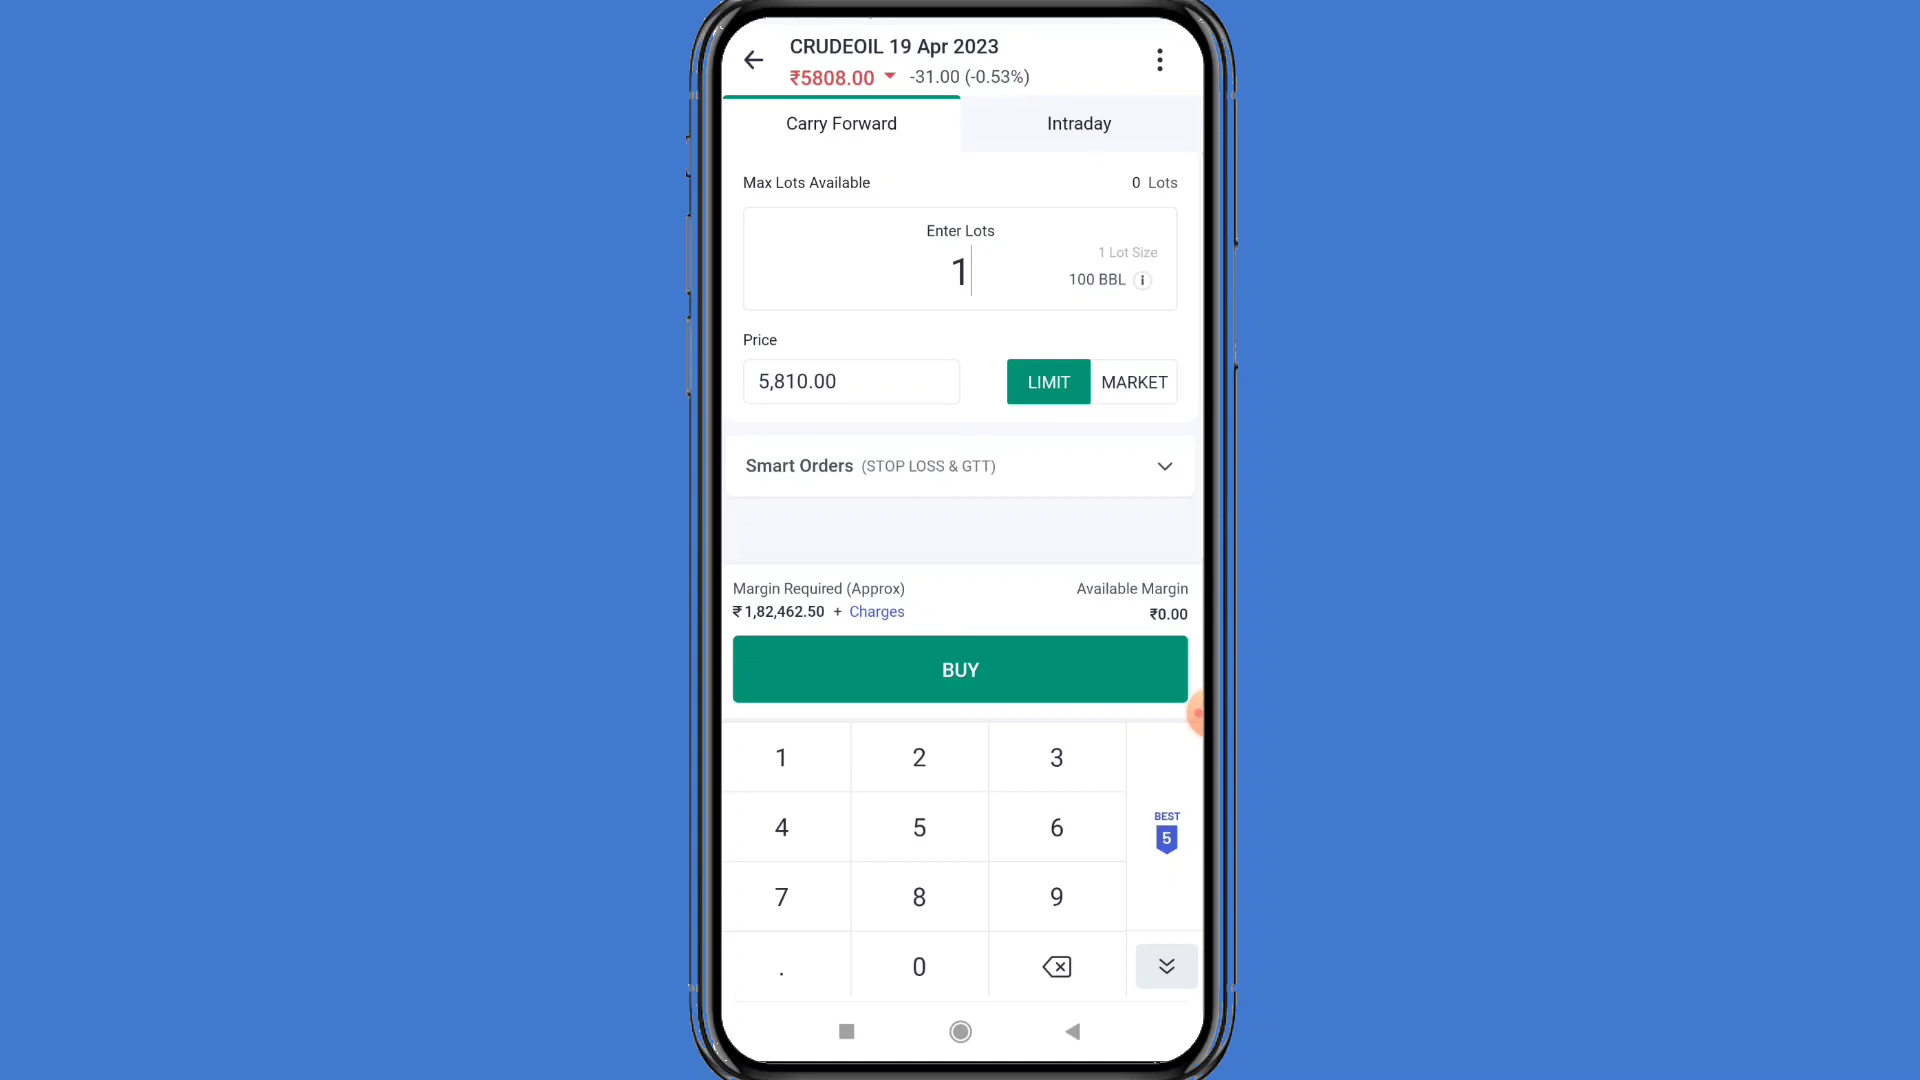 CRUDEOIL 19 Apr 2023
₹5808.00 -31.00 (-0.53%)
Carry Forward Intraday
Max Lots Available 0 Lots
Enter Lots
1 Lot Size
1
100 BBL i
Price
5,810.00 LIMIT MARKET
Smart Orders (STOP LOSS & GTT)
Margin Required (Approx) Available Margin
₹1,82,462.50 + Charges ₹0.00
BUY
1 2 3
4 5 6
BEST
5
7 8 9
. 0